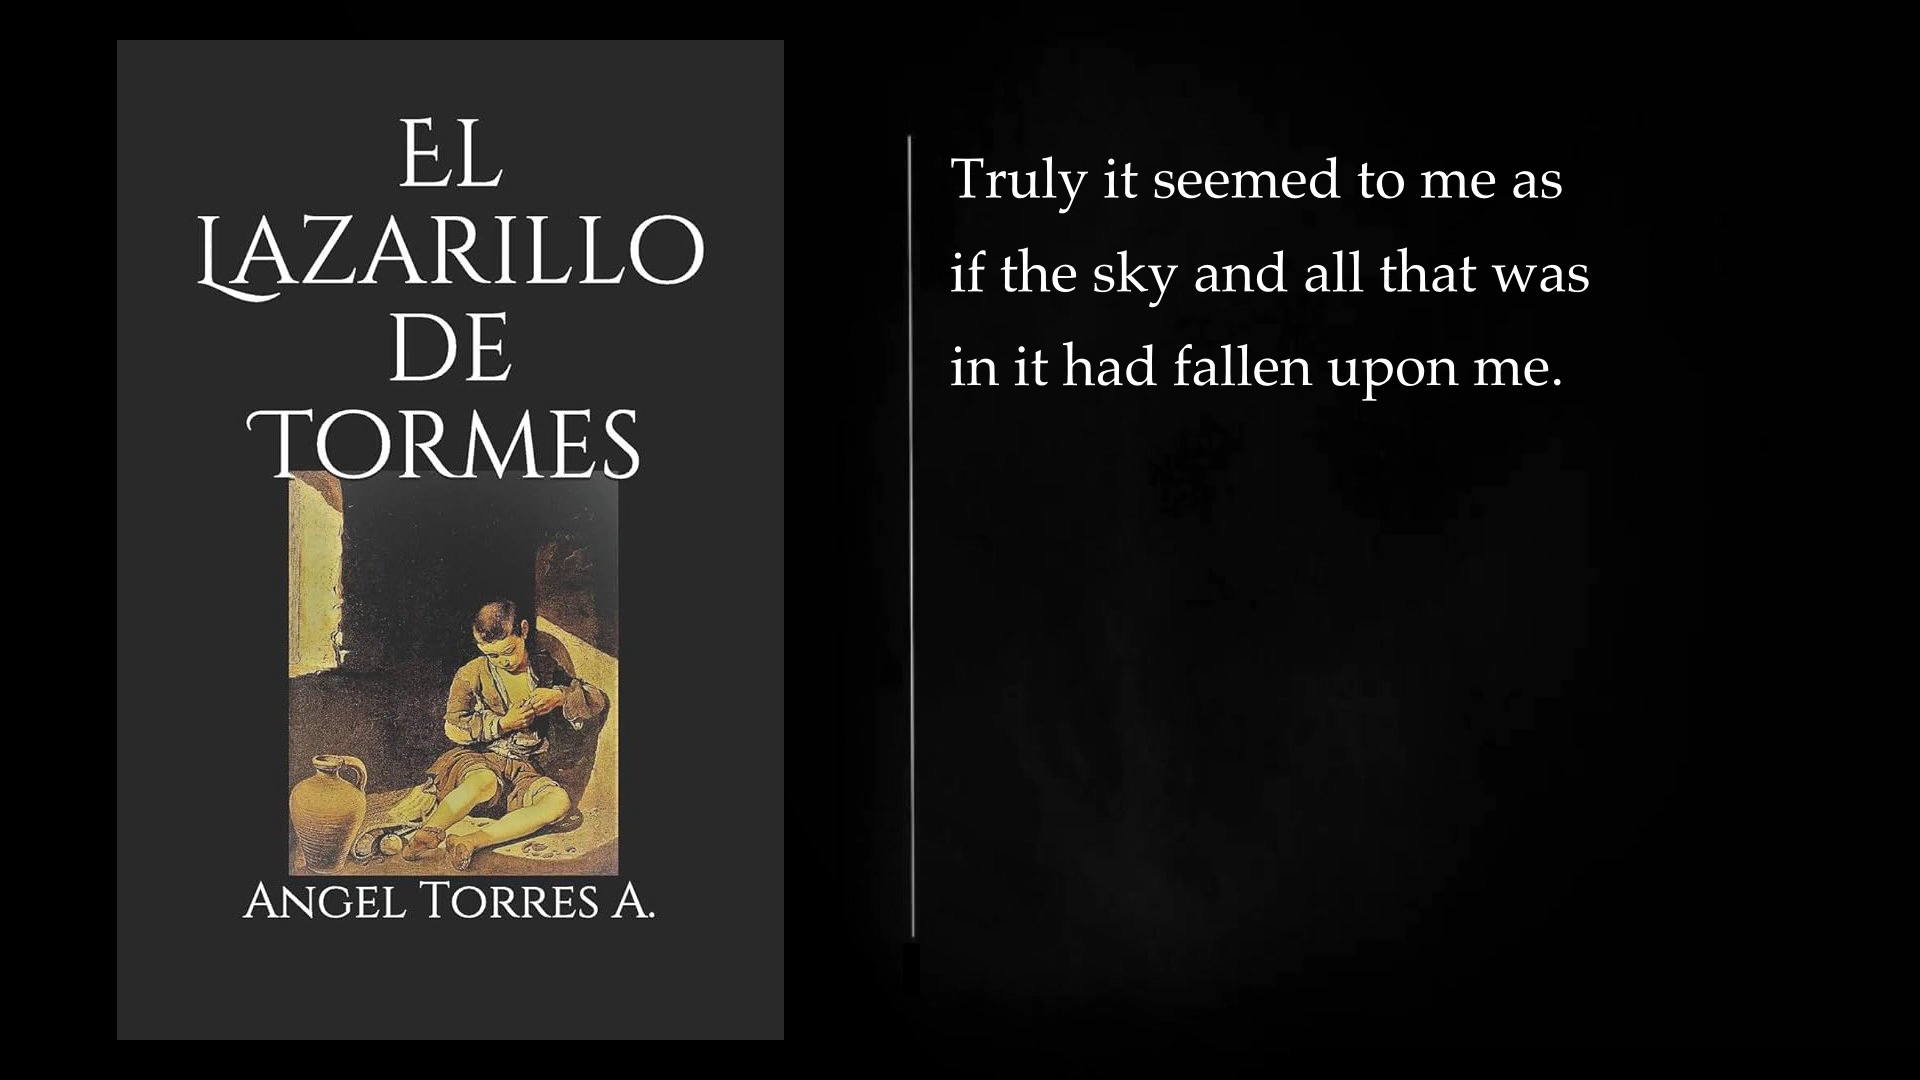 EL
LAZARILLO
DE
TORMES
ANGEL TORRES A.
Truly it seemed to me as
if the sky and all that was
in it had fallen upon me.